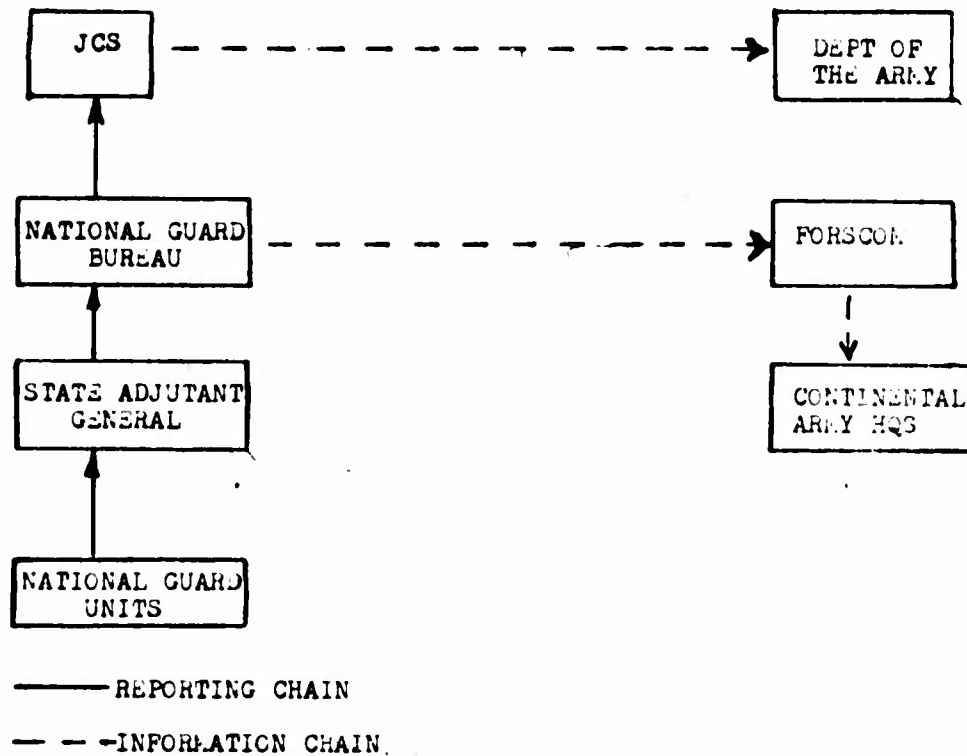 JCS
DEPT OF
THE ARMY
NATIONAL GUARD
BUREAU
FORSCOM
STATE ADJUTANT
GENERAL
CONTINENTAL
ARMY HQS
NATIONAL GUARD
UNITS
REPORTING CHAIN
INFORMATION CHAIN